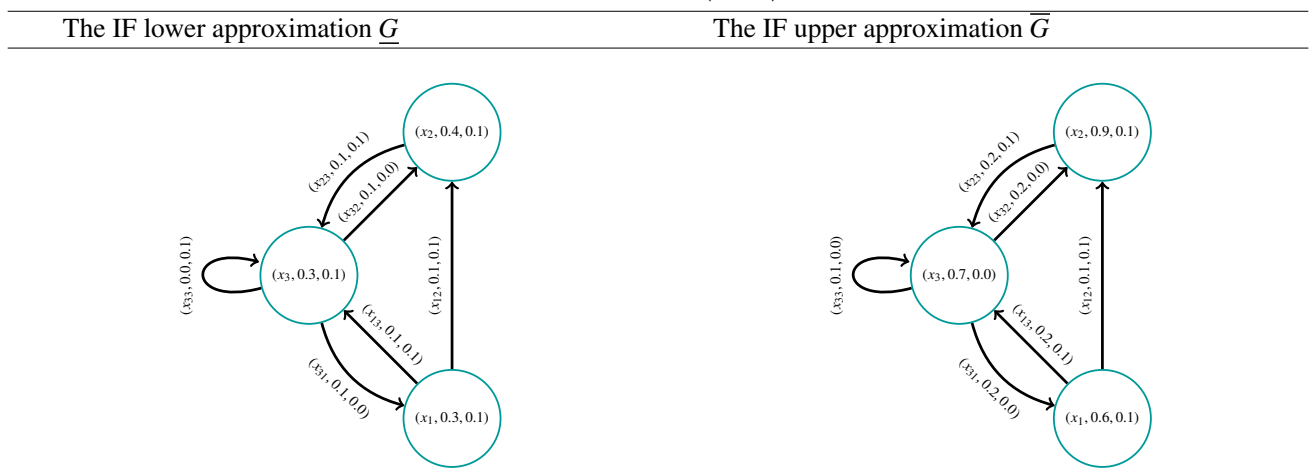 The IF lower approximation G
The IF upper approximation G
(x2, 0.4, 0.1)
(x23, 0.1, 0.1)
(x32, 0.1, 0.0)
(x3, 0.3, 0.1)
(x33, 0.0, 0.1)
(x12, 0.1, 0.1)
(x13, 0.1, 0.1)
(x31, 0.1, 0.0)
(x1, 0.3, 0.1)
(x2, 0.9, 0.1)
(x23, 0.2, 0.1)
(x32, 0.2, 0.0)
(x3, 0.7, 0.0)
(x33, 0.1, 0.0)
(x12, 0.1, 0.1)
(x13, 0.2, 0.1)
(x31, 0.2, 0.0)
(x1, 0.6, 0.1)